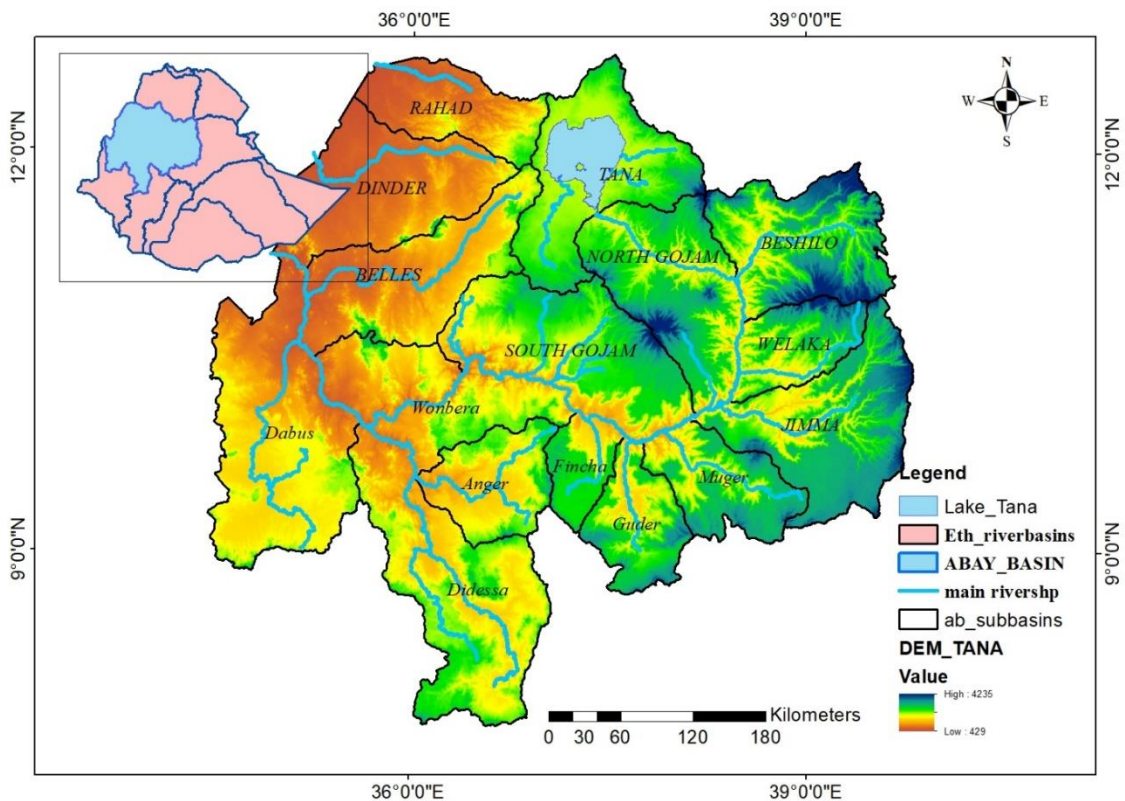 36°0'0"E
39°0'0"E
12°0'0"N
12°0'0"N
N
W
E
S
RAHAD
TANA
DINDER
BESHILO
NORTH GOJAM
BELLES
WELAKA
SOUTH GOJAM
Wonbera
JIMMA
Dabus
Fincha
Muger
Anger
Guder
Didessa
9°0'0"N
9°0'0"N
Legend
Lake_Tana
Eth_riverbasins
ABAY_BASIN
main rivershp
ab_subbasins
DEM_TANA
Value
High : 4235
Low : 429
Kilometers
0 30 60 120 180
36°0'0"E
39°0'0"E